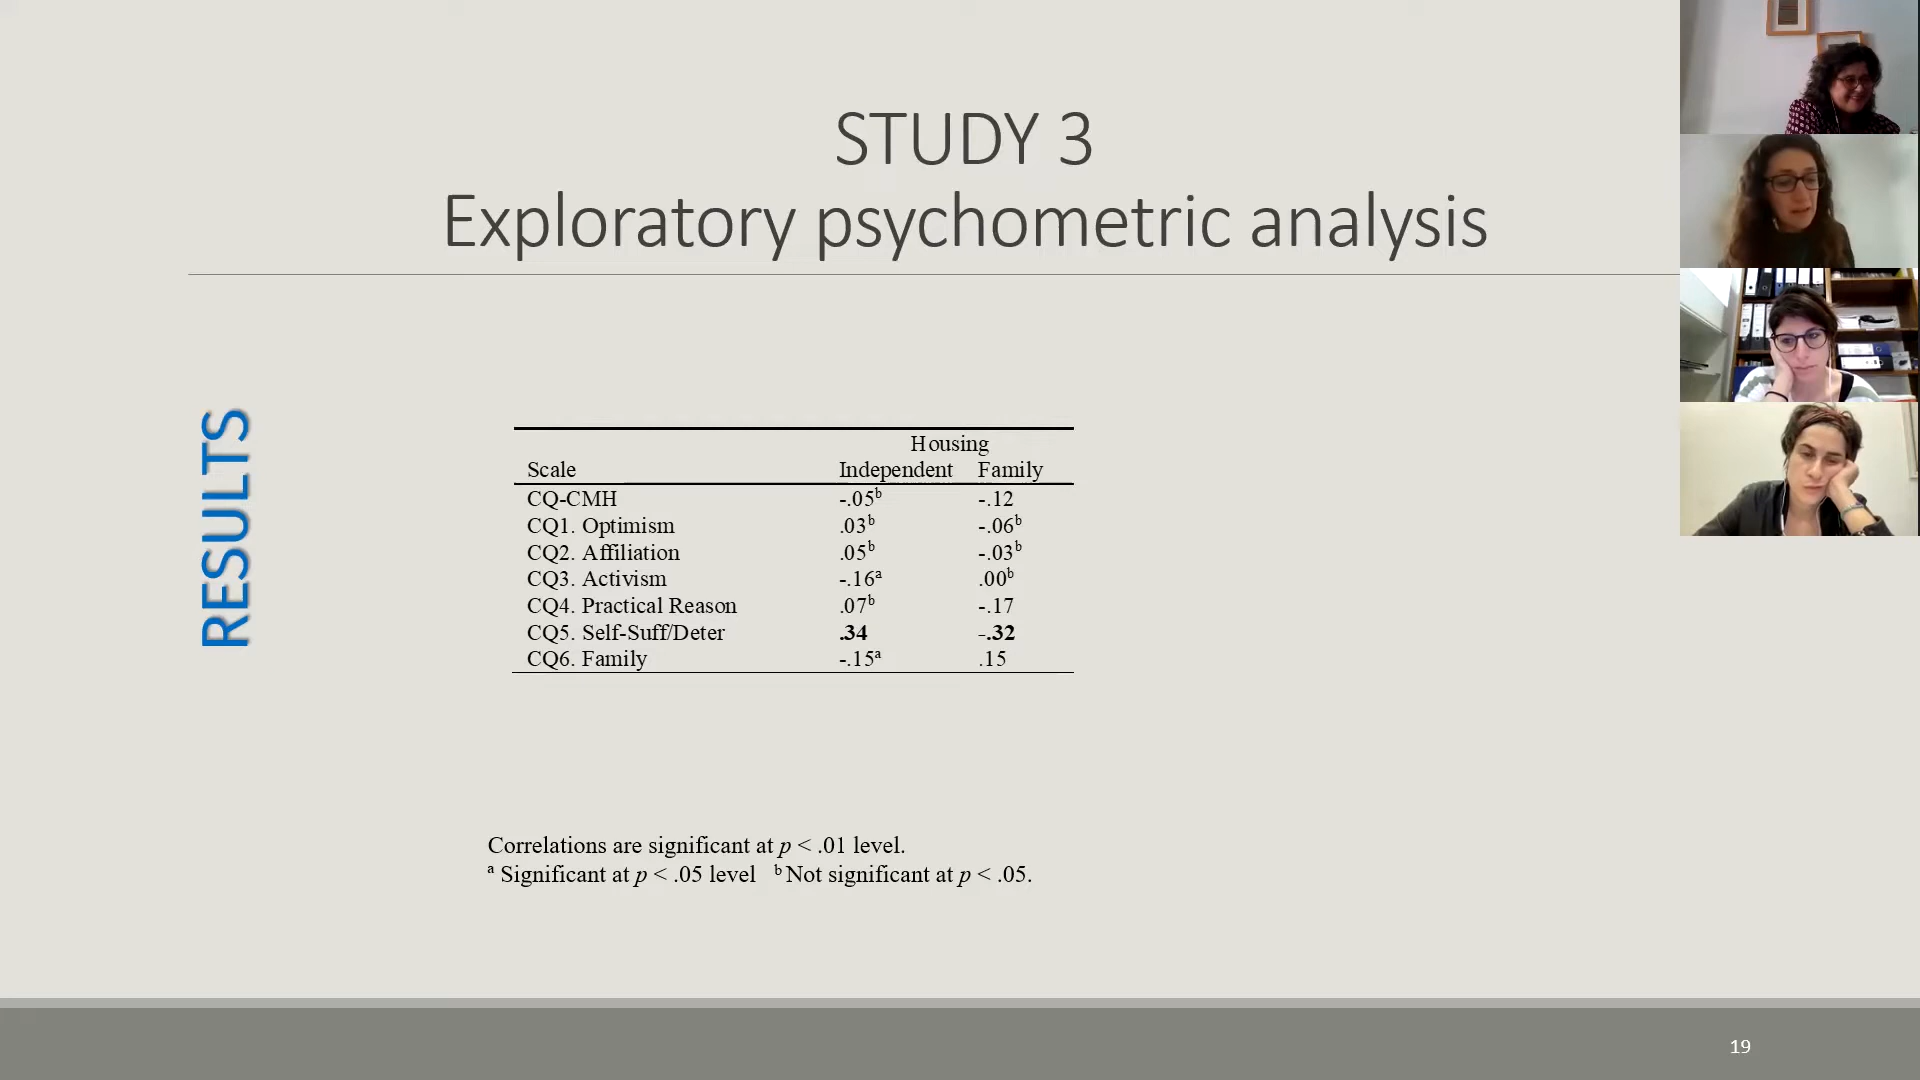 STUDY 3
Exploratory psychometric analysis
RESULTS
Housing
Scale Independent Family
CQ-CMH -.05ᵇ -.12
CQ1. Optimism .03ᵇ -.06ᵇ
CQ2. Affiliation .05ᵇ -.03ᵇ
CQ3. Activism -.16ᵃ .00ᵇ
CQ4. Practical Reason .07ᵇ -.17
CQ5. Self-Suff/Deter .34 -.32
CQ6. Family -.15ᵃ .15
Correlations are significant at p < .01 level.
ᵃ Significant at p < .05 level ᵇ Not significant at p < .05.
19